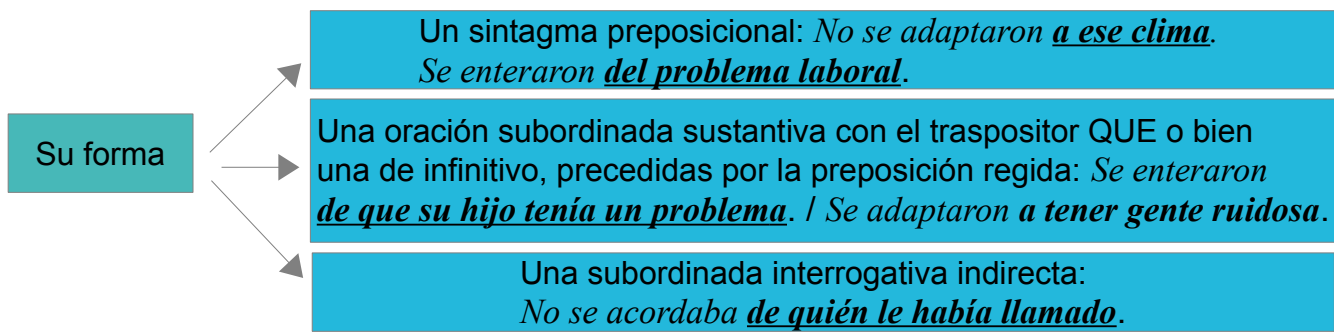 Un sintagma preposicional: No se adaptaron a ese clima.
Se enteraron del problema laboral.
Su forma
Una oración subordinada sustantiva con el traspositor QUE o bien
una de infinitivo, precedidas por la preposición regida: Se enteraron
de que su hijo tenía un problema. / Se adaptaron a tener gente ruidosa.
Una subordinada interrogativa indirecta:
No se acordaba de quién le había llamado.